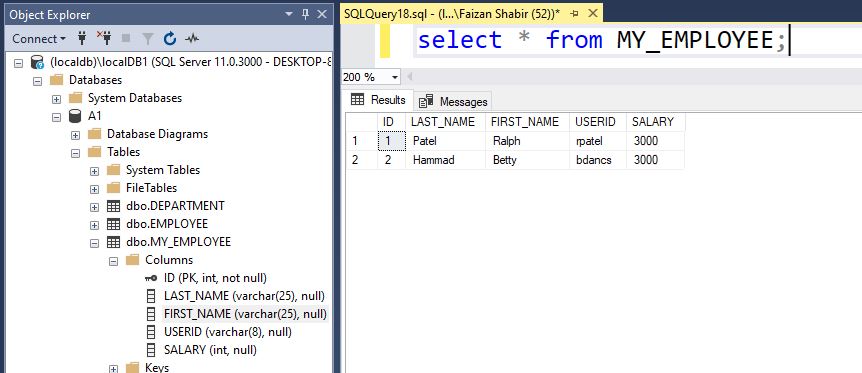 Object Explorer
Connect
(localdb)\localDB1 (SQL Server 11.0.3000 - DESKTOP-8
Databases
System Databases
A1
Database Diagrams
Tables
System Tables
FileTables
dbo.DEPARTMENT
dbo.EMPLOYEE
dbo.MY_EMPLOYEE
Columns
ID (PK, int, not null)
LAST_NAME (varchar(25), null)
FIRST_NAME (varchar(25), null)
USERID (varchar(8), null)
SALARY (int, null)
Keys
SQLQuery18.sql - (l...\Faizan Shabir (52))*
select * from MY_EMPLOYEE;
200 %
Results Messages
ID LAST_NAME FIRST_NAME USERID SALARY
1 1 Patel Ralph rpatel 3000
2 2 Hammad Betty bdancs 3000